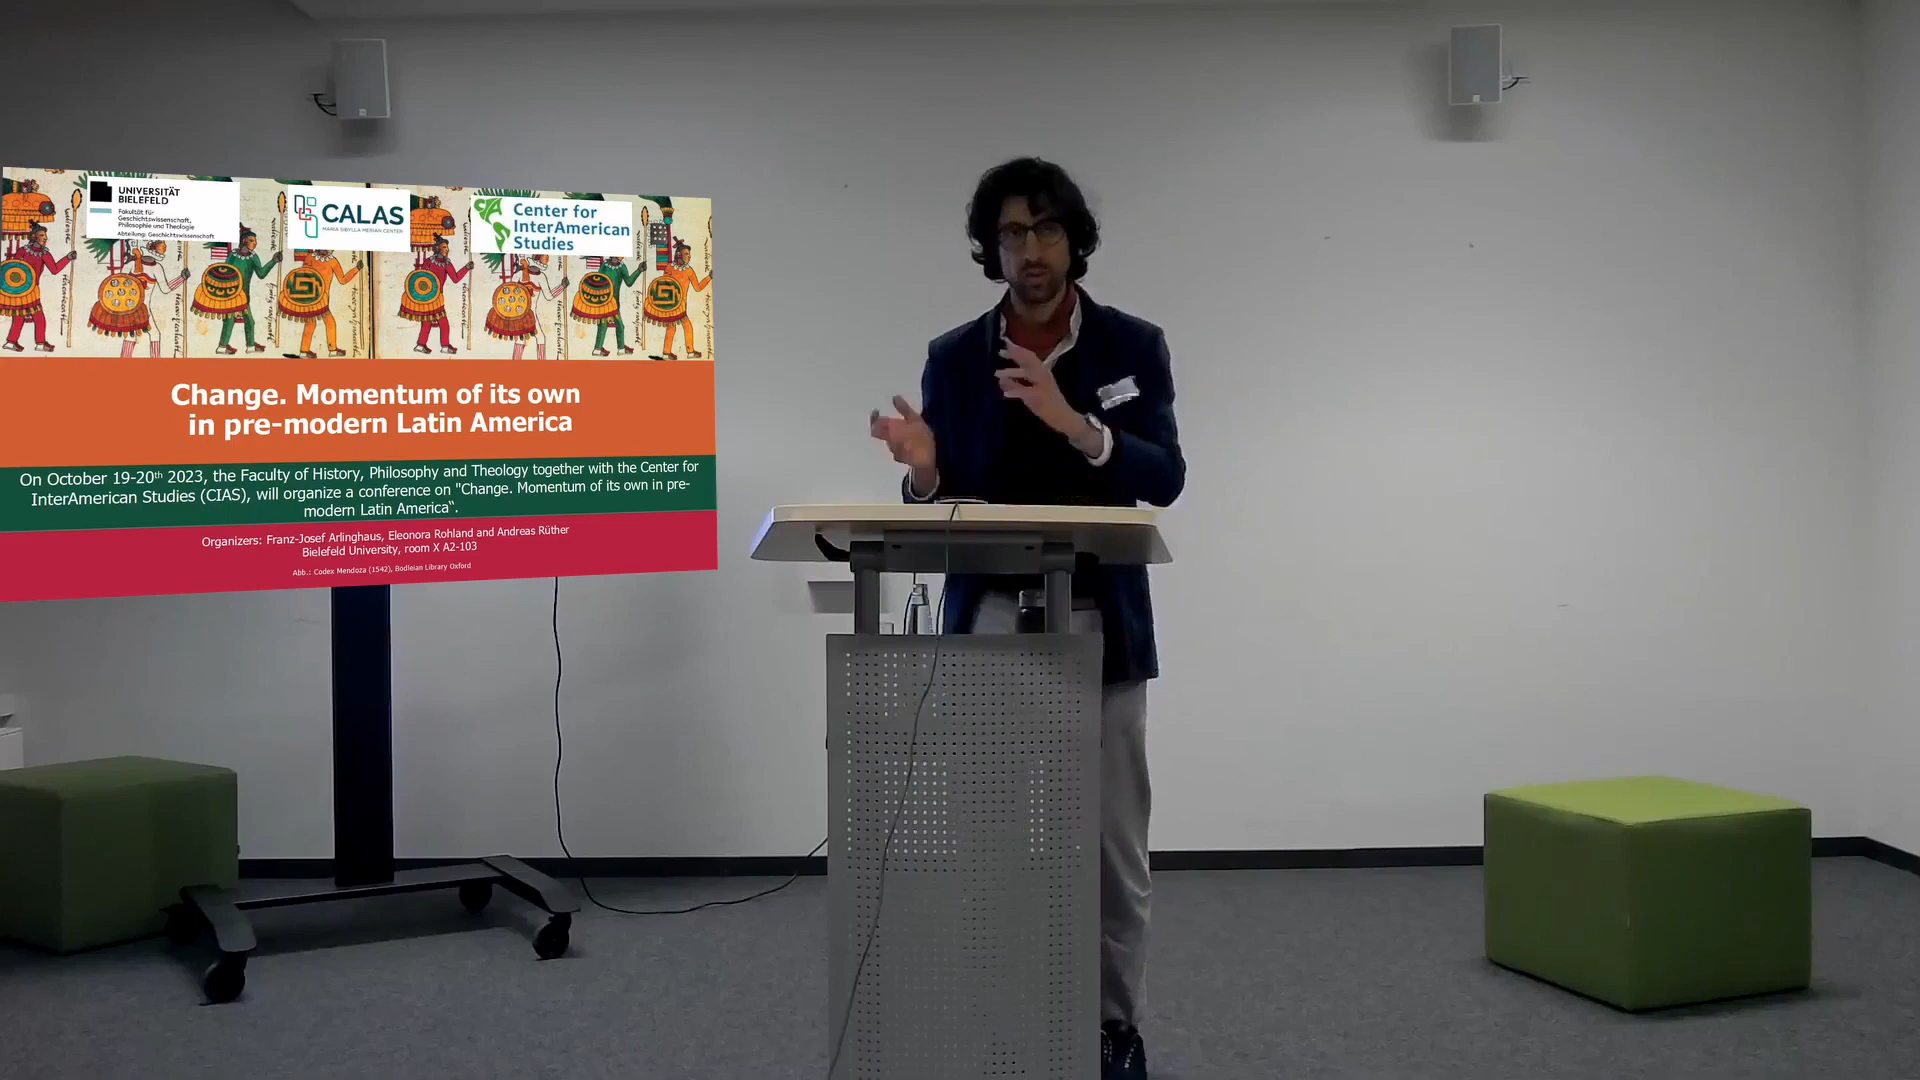 UNIVERSITÄT
BIELEFELD
Fakultät für
Geschichtswissenschaft,
Philosophie und Theologie
Abteilung: Geschichtswissenschaft
CALAS
MARIA SIBYLLA MERIAN CENTER
Center for
InterAmerican
Studies
Change. Momentum of its own
in pre-modern Latin America
On October 19-20th 2023, the Faculty of History, Philosophy and Theology together with the Center for
InterAmerican Studies (CIAS), will organize a conference on "Change. Momentum of its own in pre-
modern Latin America“.
Organizers: Franz-Josef Arlinghaus, Eleonora Rohland and Andreas Rüther
Bielefeld University, room X A2-103
Abb.: Codex Mendoza (1542), Bodleian Library Oxford